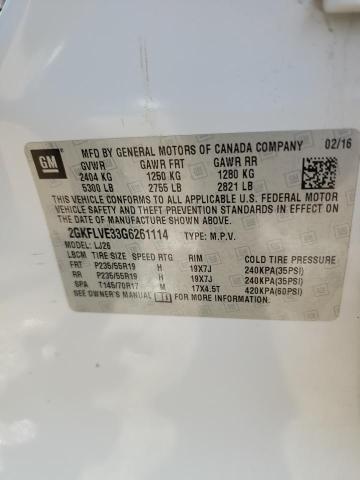 GM
MFD BY GENERAL MOTORS OF CANADA COMPANY 02/16
GVWR GAWR FRT GAWR RR
2404 KG 1250 KG 1280 KG
5300 LB 2755 LB 2821 LB
THIS VEHICLE CONFORMS TO ALL APPLICABLE U.S. FEDERAL MOTOR
VEHICLE SAFETY AND THEFT PREVENTION STANDARDS IN EFFECT
ON THE DATE OF MANUFACTURE SHOWN ABOVE.
2GKFLVE33G6261114 TYPE: M.P.V.
MODEL: LJ26
LBCM TIRE SIZE SPEED RTG RIM COLD TIRE PRESSURE
FRT P235/55R19 H 19X7J 240KPA(35PSI)
RR P235/55R19 H 19X7J 240KPA(35PSI)
SPA T145/70R17 M 17X4.5T 420KPA(60PSI)
SEE OWNER'S MANUAL FOR MORE INFORMATION.